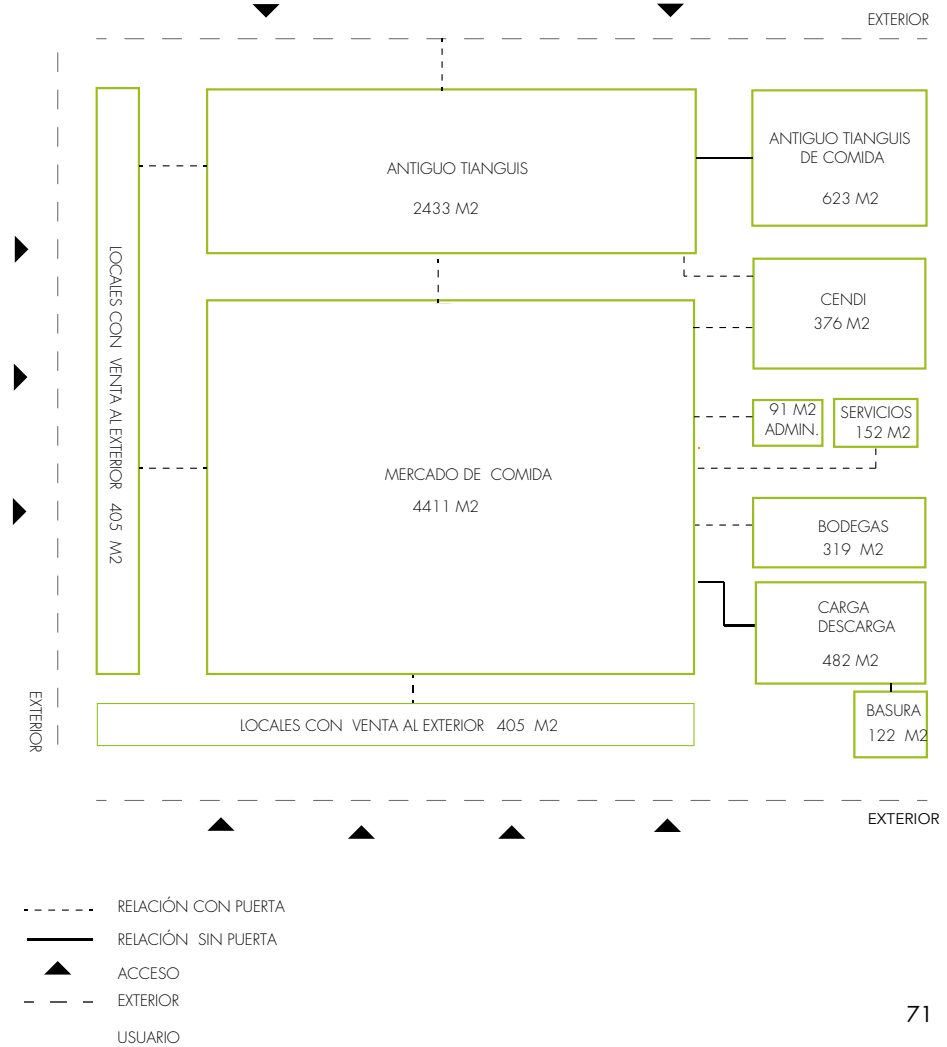 EXTERIOR
ANTIGUO TIANGUIS
2433 M2
ANTIGUO TIANGUIS
DE COMIDA
623 M2
LOCALES CON VENTA AL EXTERIOR 405 M2
CENDI
376 M2
91 M2
ADMIN.
SERVICIOS
152 M2
MERCADO DE COMIDA
4411 M2
BODEGAS
319 M2
CARGA
DESCARGA
482 M2
BASURA
122 M2
EXTERIOR
LOCALES CON VENTA AL EXTERIOR 405 M2
EXTERIOR
RELACIÓN CON PUERTA
RELACIÓN SIN PUERTA
ACCESO
EXTERIOR
USUARIO
71